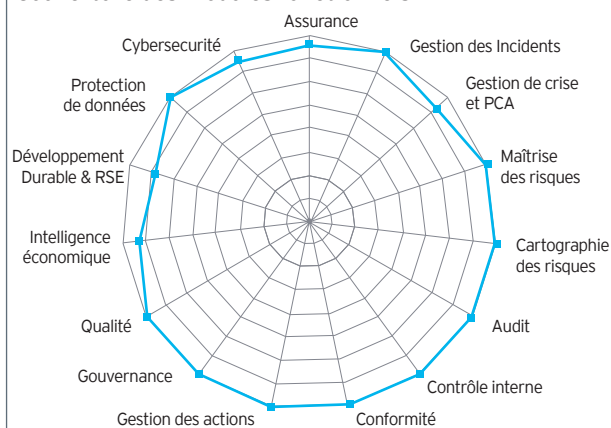 Assurance
Gestion des Incidents
Gestion de crise
et PCA
Maîtrise
des risques
Cartographie
des risques
Audit
Contrôle interne
Conformité
Gestion des actions
Gouvernance
Qualité
Intelligence
économique
Développement
Durable & RSE
Protection
de données
Cybersecurité